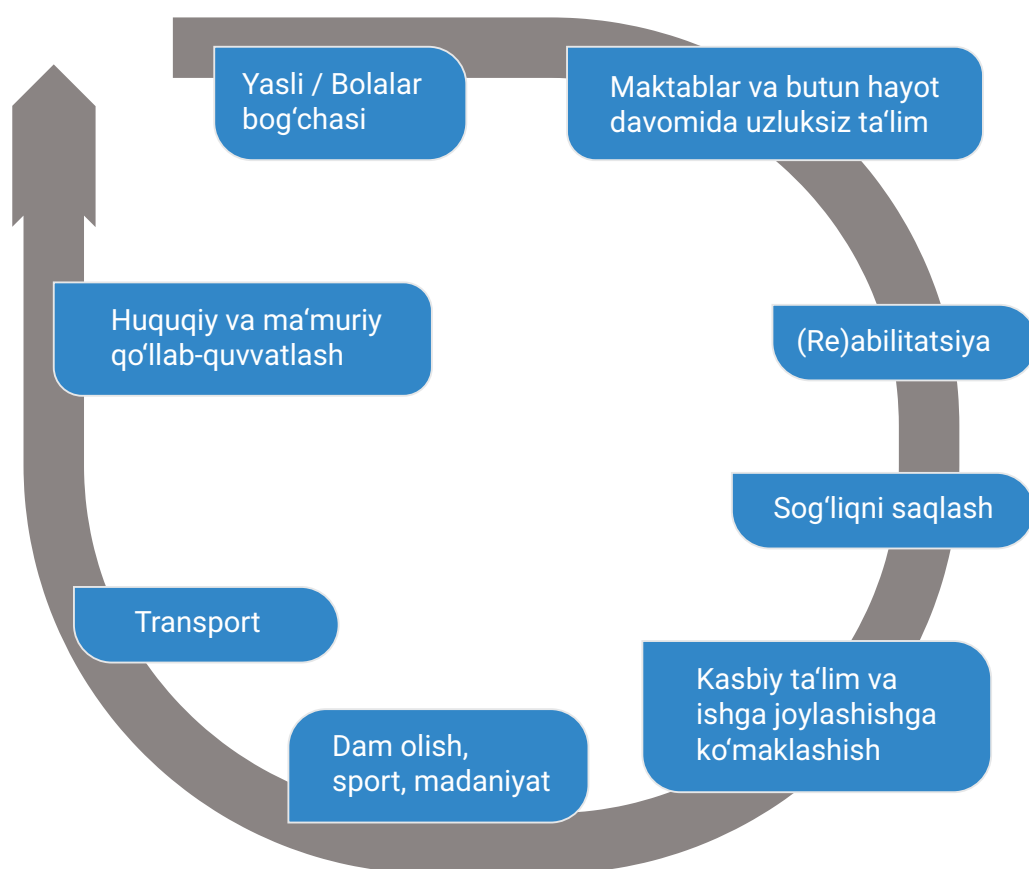 Yasli / Bolalar
bog‘chasi
Maktablar va butun hayot
davomida uzluksiz ta‘lim
(Re)abilitatsiya
Sog‘liqni saqlash
Kasbiy ta‘lim va
ishga joylashishga
ko‘maklashish
Dam olish,
sport, madaniyat
Transport
Huquqiy va ma‘muriy
qo‘llab-quvvatlash